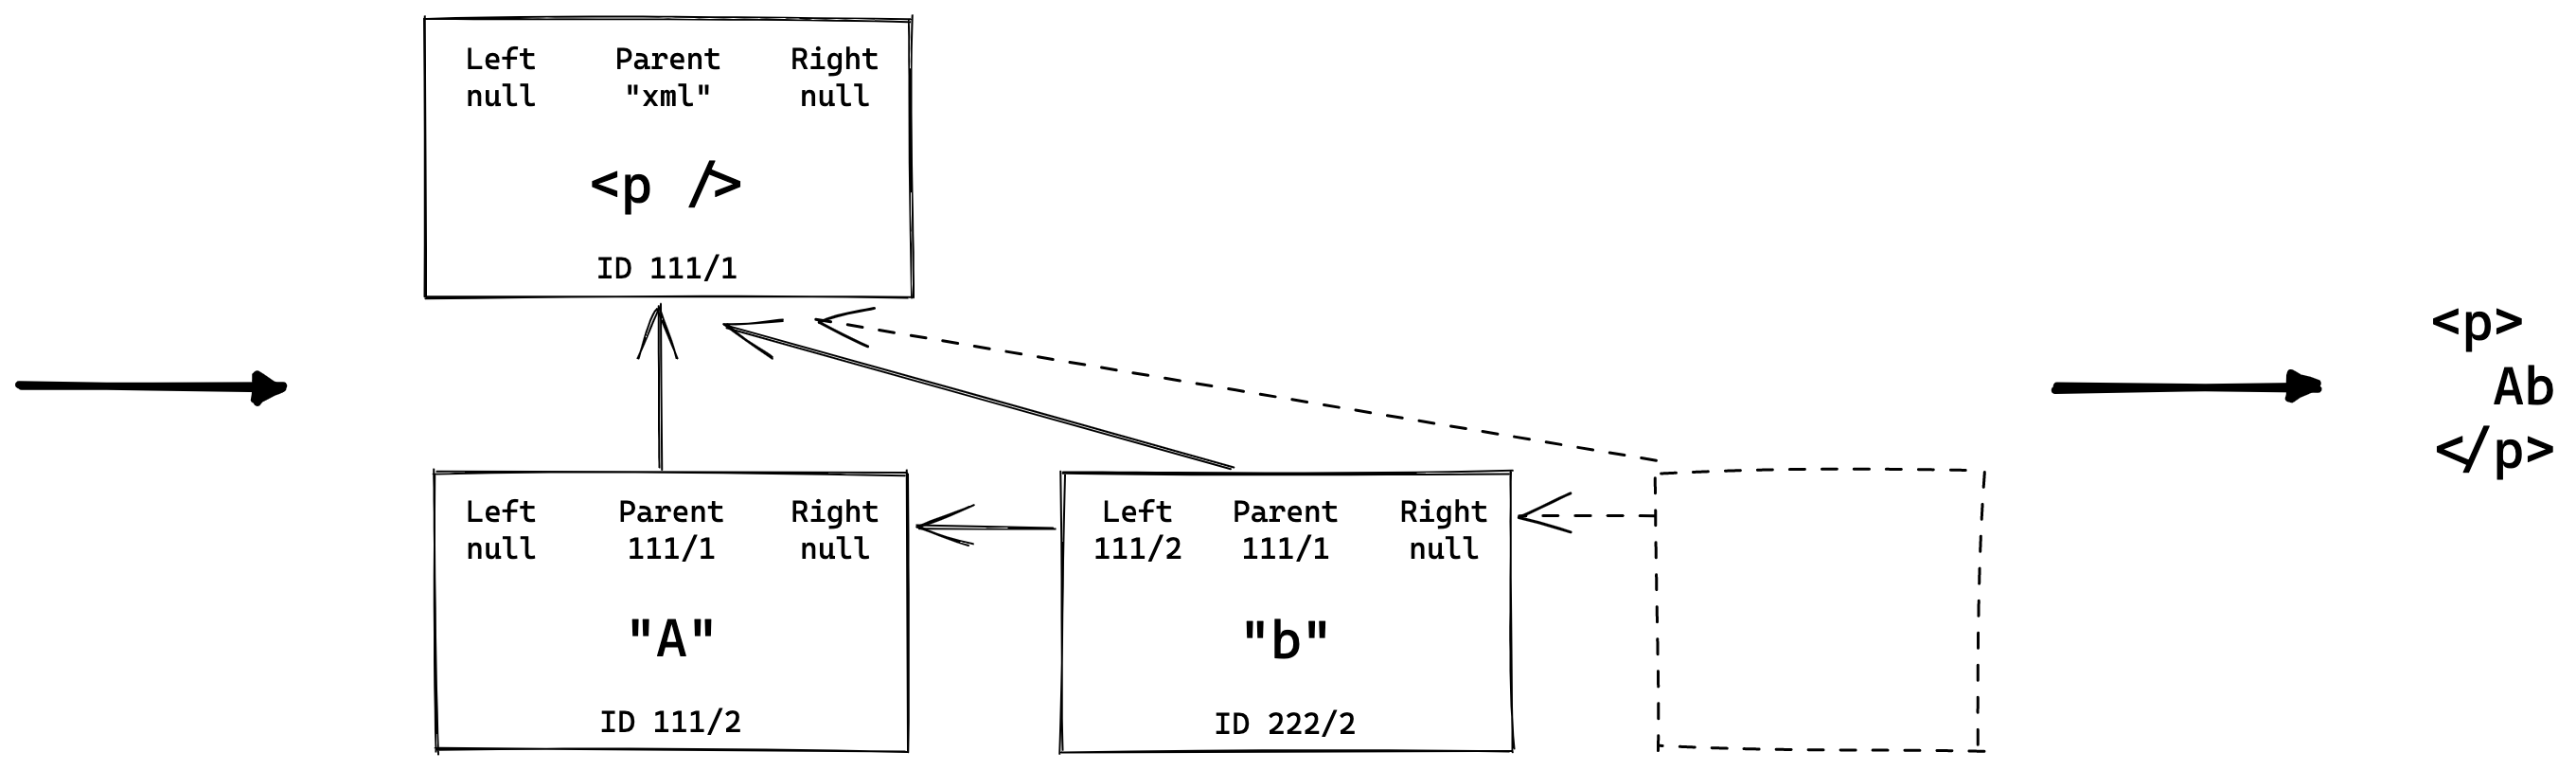 Left Parent Right
null "xml" null
<p />
ID 111/1
<p>
Ab
</p>
Left Parent Right
null 111/1 null
"A"
ID 111/2
Left Parent Right
111/2 111/1 null
"b"
ID 222/2